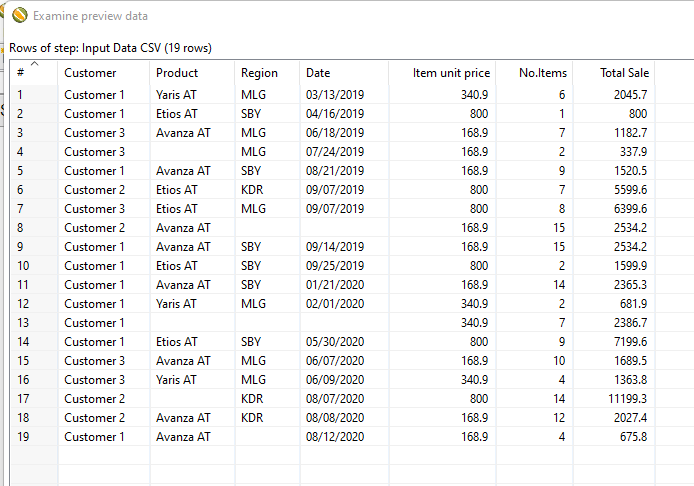 Examine preview data
Rows of step: Input Data CSV (19 rows)
# Customer Product Region Date Item unit price No.Items Total Sale
1 Customer 1 Yaris AT MLG 03/13/2019 340.9 6 2045.7
2 Customer 1 Etios AT SBY 04/16/2019 800 1 800
3 Customer 3 Avanza AT MLG 06/18/2019 168.9 7 1182.7
4 Customer 3 MLG 07/24/2019 168.9 2 337.9
5 Customer 1 Avanza AT SBY 08/21/2019 168.9 9 1520.5
6 Customer 2 Etios AT KDR 09/07/2019 800 7 5599.6
7 Customer 3 Etios AT MLG 09/07/2019 800 8 6399.6
8 Customer 2 Avanza AT 168.9 15 2534.2
9 Customer 1 Avanza AT SBY 09/14/2019 168.9 15 2534.2
10 Customer 1 Etios AT SBY 09/25/2019 800 2 1599.9
11 Customer 1 Avanza AT SBY 01/21/2020 168.9 14 2365.3
12 Customer 1 Yaris AT MLG 02/01/2020 340.9 2 681.9
13 Customer 1 340.9 7 2386.7
14 Customer 1 Etios AT SBY 05/30/2020 800 9 7199.6
15 Customer 3 Avanza AT MLG 06/07/2020 168.9 10 1689.5
16 Customer 3 Yaris AT MLG 06/09/2020 340.9 4 1363.8
17 Customer 2 KDR 08/07/2020 800 14 11199.3
18 Customer 2 Avanza AT KDR 08/08/2020 168.9 12 2027.4
19 Customer 1 Avanza AT 08/12/2020 168.9 4 675.8